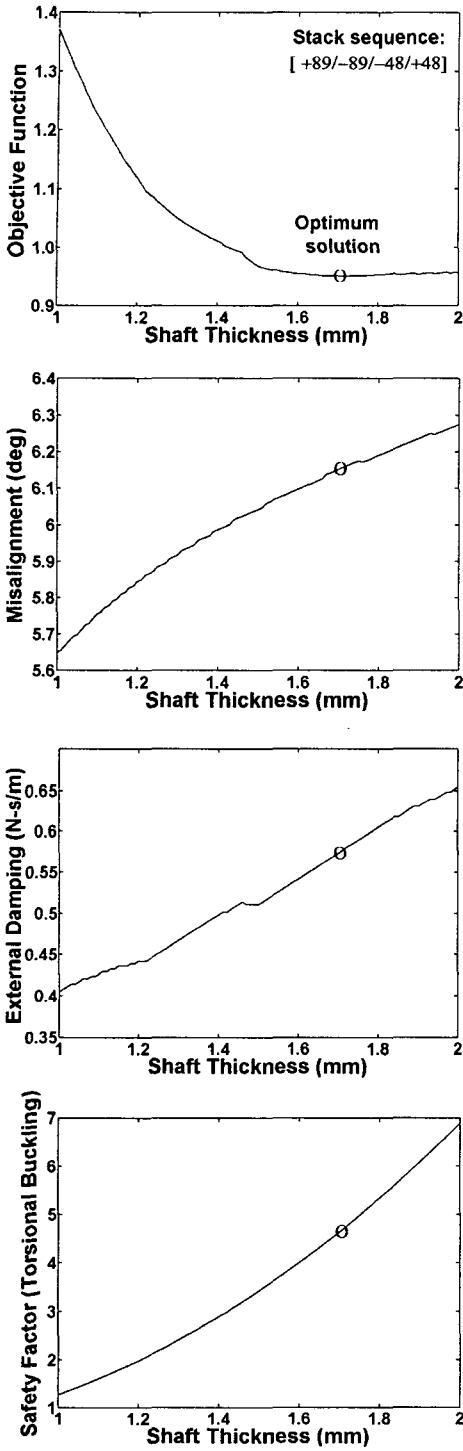 1.4
Stack sequence:
[ +89/−89/−48/+48]
1.3
1.2
1.1
Optimum
solution
1.0
0.9
Objective Function
1 1.2 1.4 1.6 1.8 2
Shaft Thickness (mm)
6.4
6.3
6.2
6.1
6
5.9
5.8
5.7
5.6
Misalignment (deg)
1 1.2 1.4 1.6 1.8 2
Shaft Thickness (mm)
0.65
0.6
0.55
0.5
0.45
0.4
0.35
External Damping (N-s/m)
1 1.2 1.4 1.6 1.8 2
Shaft Thickness (mm)
7
6
5
4
3
2
1
Safety Factor (Torsional Buckling)
1 1.2 1.4 1.6 1.8 2
Shaft Thickness (mm)